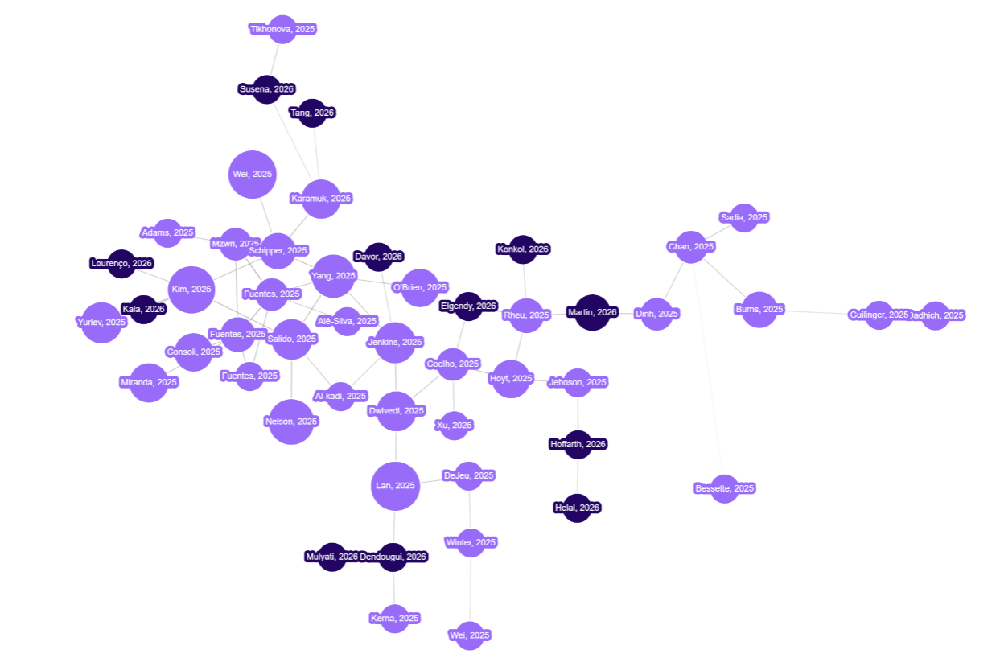 Tikhonova, 2025
Susena, 2026
Tang, 2026
Wei, 2025
Karamuk, 2025
Sadia, 2025
Adams, 2025
Mzwri, 2025
Schipper, 2025
Chan, 2025
Konkol, 2026
Davor, 2026
Lourenço, 2026
Yang, 2025
O'Brien, 2025
Kim, 2025
Fuentes, 2025
Elgendy, 2026
Kala, 2026
Burns, 2025
Martin, 2026
Dinh, 2025
Rheu, 2025
Guilinger, 2025
Jadhich, 2025
Yuriev, 2025
Alé-Silva, 2025
Fuentes, 2025
Salido, 2025
Jenkins, 2025
Consoli, 2025
Coelho, 2025
Fuentes, 2025
Hoyt, 2025
Miranda, 2025
Jehoson, 2025
Al-kadi, 2025
Dwivedi, 2025
Nelson, 2025
Xu, 2025
Hoffarth, 2026
DeJeu, 2025
Lan, 2025
Bessette, 2025
Helal, 2026
Winter, 2025
Mulyati, 2026
Dendougui, 2026
Kerna, 2025
Wei, 2025